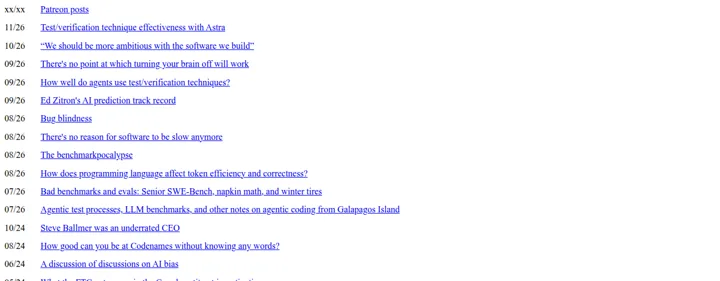 xx/xx Patreon posts
11/26 Test/verification technique effectiveness with Astra
10/26 “We should be more ambitious with the software we build”
09/26 There's no point at which turning your brain off will work
09/26 How well do agents use test/verification techniques?
09/26 Ed Zitron's AI prediction track record
08/26 Bug blindness
08/26 There's no reason for software to be slow anymore
08/26 The benchmarkpocalypse
08/26 How does programming language affect token efficiency and correctness?
07/26 Bad benchmarks and evals: Senior SWE-Bench, napkin math, and winter tires
07/26 Agentic test processes, LLM benchmarks, and other notes on agentic coding from Galapagos Island
10/24 Steve Ballmer was an underrated CEO
08/24 How good can you be at Codenames without knowing any words?
06/24 A discussion of discussions on AI bias